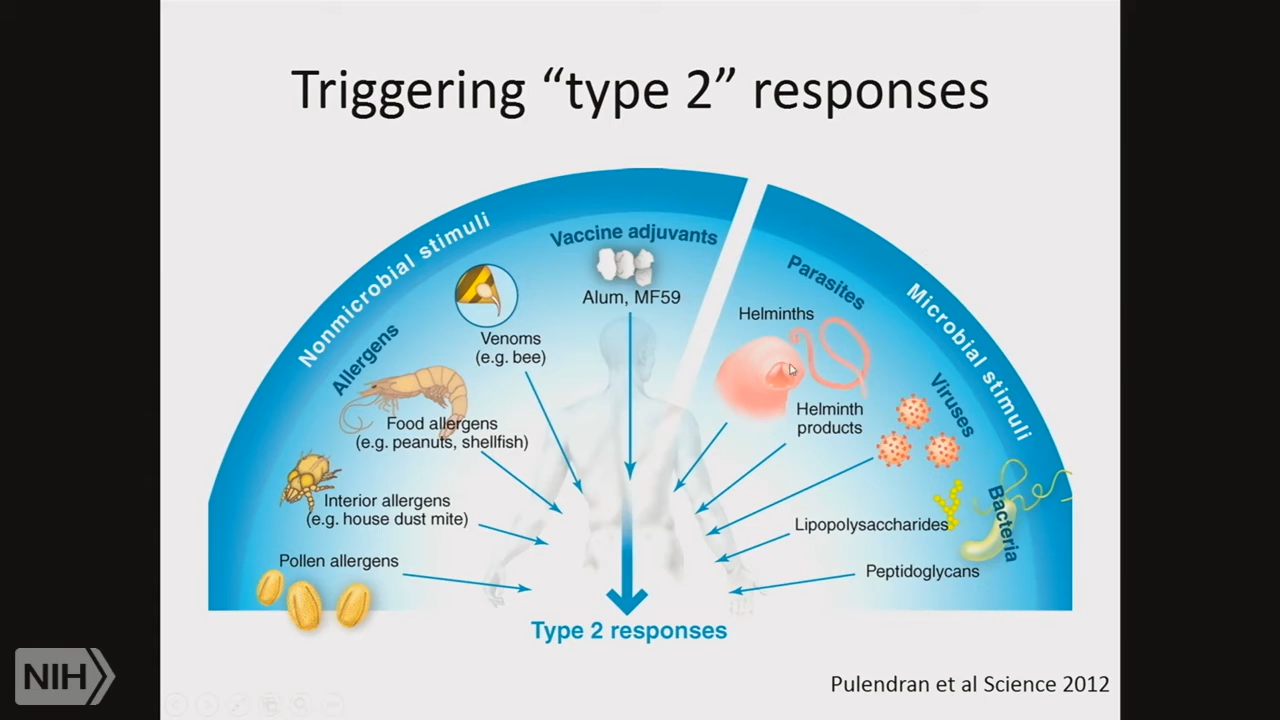 Triggering “type 2” responses
Nonmicrobial stimuli
Microbial stimuli
Vaccine adjuvants
Alum, MF59
Venoms
(e.g. bee)
Allergens
Food allergens
(e.g. peanuts, shellfish)
Interior allergens
(e.g. house dust mite)
Pollen allergens
Parasites
Helminths
Helminth
products
Viruses
Bacteria
Lipopolysaccharides
Peptidoglycans
Type 2 responses
Pulendran et al Science 2012
NIH